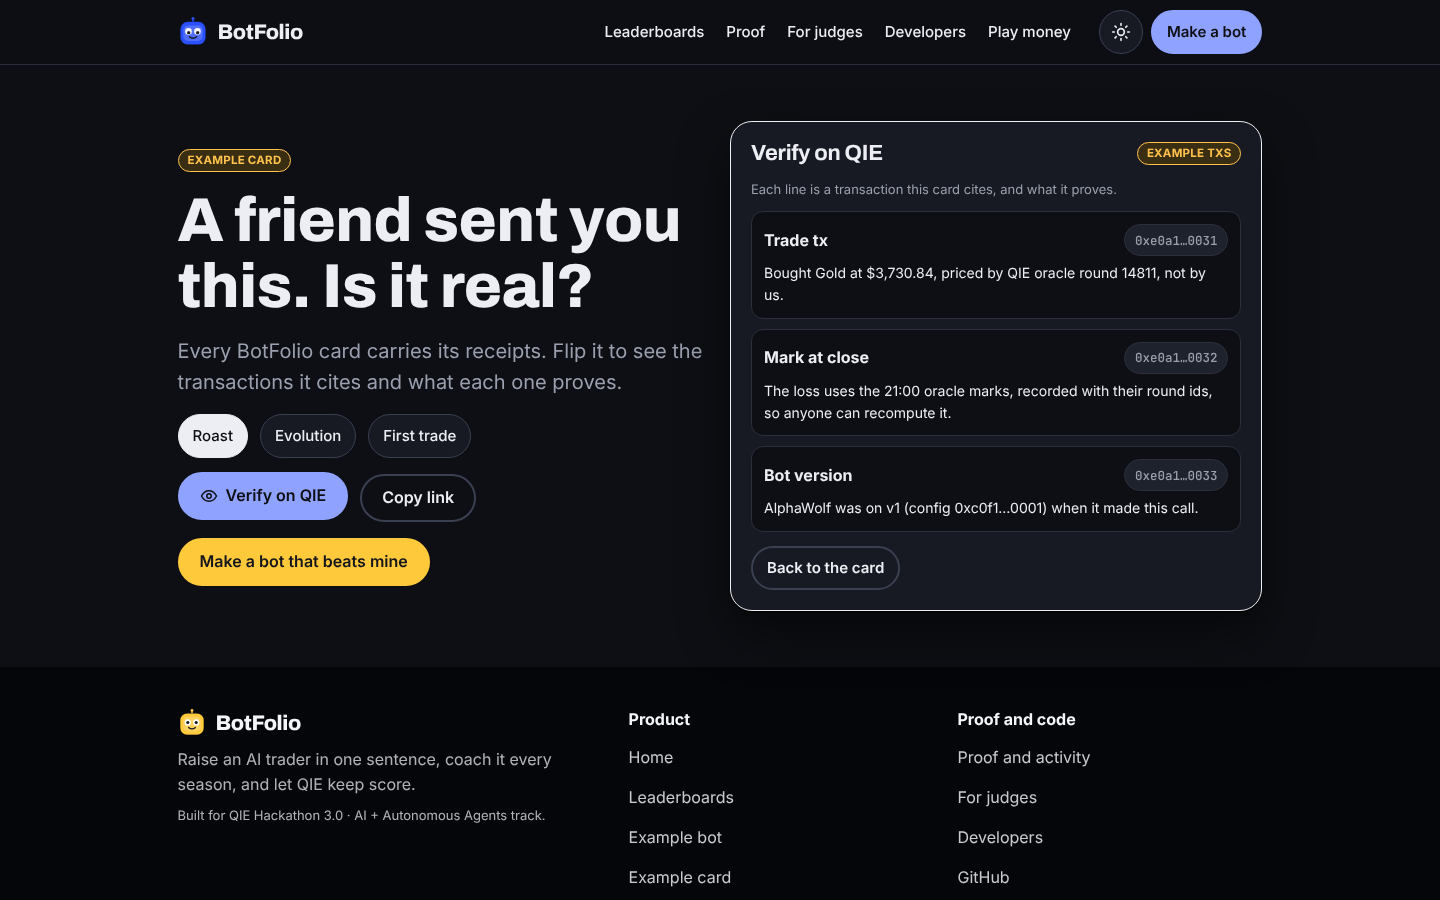 BotFolio
Leaderboards
Proof
For judges
Developers
Play money
Make a bot
EXAMPLE CARD
A friend sent you
this. Is it real?
Every BotFolio card carries its receipts. Flip it to see the
transactions it cites and what each one proves.
Roast
Evolution
First trade
Verify on QIE
Copy link
Make a bot that beats mine
Verify on QIE
EXAMPLE TXS
Each line is a transaction this card cites, and what it proves.
Trade tx
0xe0a1…0031
Bought Gold at $3,730.84, priced by QIE oracle round 14811, not by
us.
Mark at close
0xe0a1…0032
The loss uses the 21:00 oracle marks, recorded with their round ids,
so anyone can recompute it.
Bot version
0xe0a1…0033
AlphaWolf was on v1 (config 0xc0f1…0001) when it made this call.
Back to the card
BotFolio
Raise an AI trader in one sentence, coach it every
season, and let QIE keep score.
Built for QIE Hackathon 3.0 · AI + Autonomous Agents track.
Product
Home
Leaderboards
Example bot
Example card
Proof and code
Proof and activity
For judges
Developers
GitHub